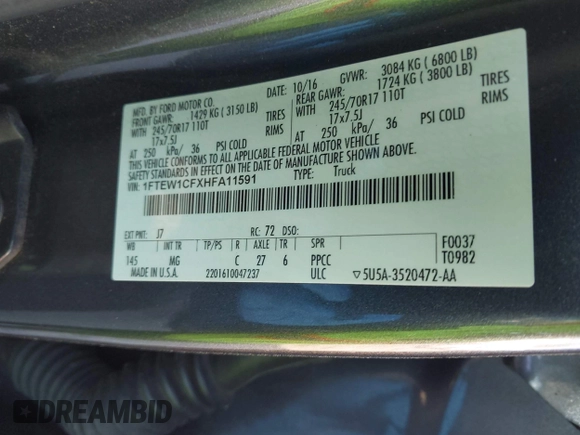 MFD. BY FORD MOTOR CO.
DATE: 10/16 GVWR: 3084 KG ( 6800 LB)
FRONT GAWR: 1429 KG ( 3150 LB)
REAR GAWR: 1724 KG ( 3800 LB)
WITH 245/70R17 110T TIRES
WITH 245/70R17 110T TIRES
17x7.5J RIMS
17x7.5J RIMS
AT 250 kPa/ 36 PSI COLD
AT 250 kPa/ 36 PSI COLD
THIS VEHICLE CONFORMS TO ALL APPLICABLE FEDERAL MOTOR VEHICLE
SAFETY STANDARDS IN EFFECT ON THE DATE OF MANUFACTURE SHOWN ABOVE.
VIN: 1FTEW1CFXHFA11591 TYPE: Truck
EXT PNT: J7 RC: 72 DSO:
WB INT TR TP/PS R AXLE TR SPR F0037
145 MG C 27 6 PPCC T0982
MADE IN U.S.A. 2201610047237 ULC ▽5U5A-3520472-AA
DREAMBID